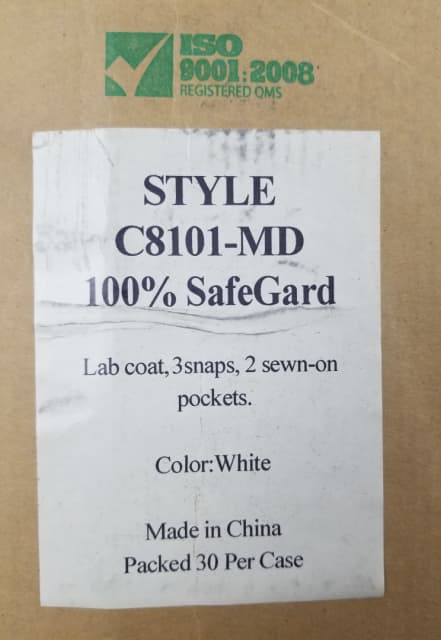 ISO
9001:2008
REGISTERED QMS
STYLE
C8101-MD
100% SafeGard
Lab coat, 3snaps, 2 sewn-on
pockets.
Color:White
Made in China
Packed 30 Per Case